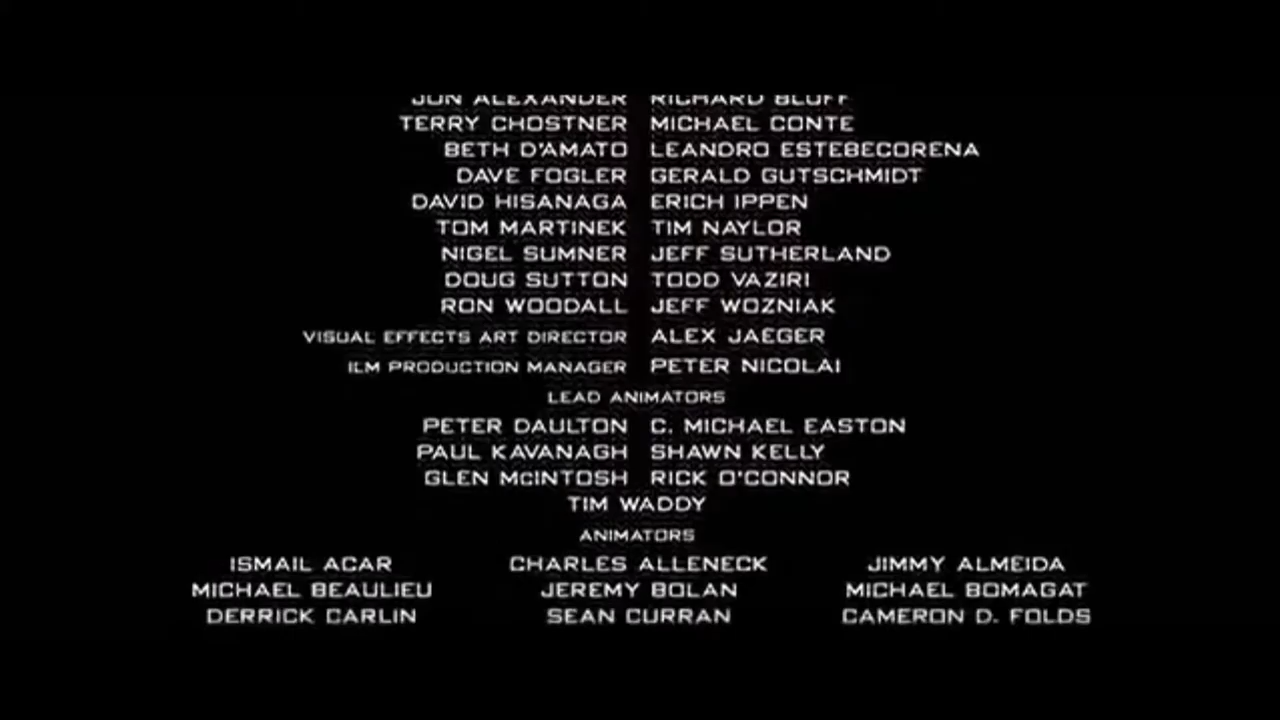 JON ALEXANDER RICHARD BLUFF
TERRY CHOSTNER MICHAEL CONTE
BETH D'AMATO LEANDRO ESTEBECORENA
DAVE FOGLER GERALD GUTSCHMIDT
DAVID HISANAGA ERICH IPPEN
TOM MARTINEK TIM NAYLOR
NIGEL SUMNER JEFF SUTHERLAND
DOUG SUTTON TODD VAZIRI
RON WOODALL JEFF WOZNIAK
VISUAL EFFECTS ART DIRECTOR ALEX JAEGER
ILM PRODUCTION MANAGER PETER NICOLAI
LEAD ANIMATORS
PETER DAULTON C. MICHAEL EASTON
PAUL KAVANAGH SHAWN KELLY
GLEN McINTOSH RICK O'CONNOR
TIM WADDY
ANIMATORS
ISMAIL ACAR CHARLES ALLENECK JIMMY ALMEIDA
MICHAEL BEAULIEU JEREMY BOLAN MICHAEL BOMAGAT
DERRICK CARLIN SEAN CURRAN CAMERON D. FOLDS